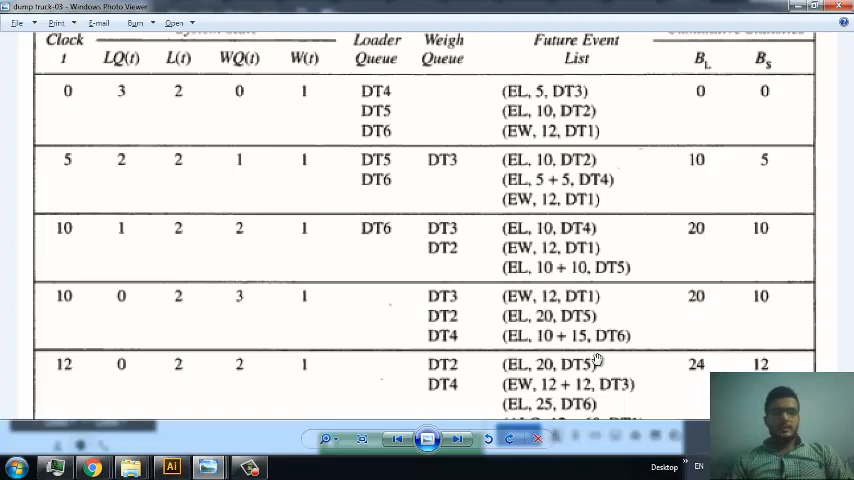 dump truck-03 - Windows Photo Viewer
File Print E-mail Burn Open
Clock Loader Weigh Future Event
t LQ(t) L(t) WQ(t) W(t) Queue Queue List B_L B_S
0 3 2 0 1 DT4 (EL, 5, DT3) 0 0
DT5 (EL, 10, DT2)
DT6 (EW, 12, DT1)
5 2 2 1 1 DT5 DT3 (EL, 10, DT2) 10 5
DT6 (EL, 5 + 5, DT4)
(EW, 12, DT1)
10 1 2 2 1 DT6 DT3 (EL, 10, DT4) 20 10
DT2 (EW, 12, DT1)
(EL, 10 + 10, DT5)
10 0 2 3 1 DT3 (EW, 12, DT1) 20 10
DT2 (EL, 20, DT5)
DT4 (EL, 10 + 15, DT6)
12 0 2 2 1 DT2 (EL, 20, DT5) 24 12
DT4 (EW, 12 + 12, DT3)
(EL, 25, DT6)
Desktop » EN